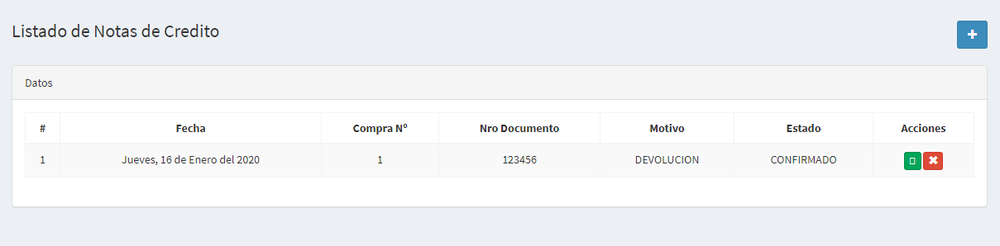 Listado de Notas de Credito
Datos
# Fecha Compra Nº Nro Documento Motivo Estado Acciones
1 Jueves, 16 de Enero del 2020 1 123456 DEVOLUCION CONFIRMADO